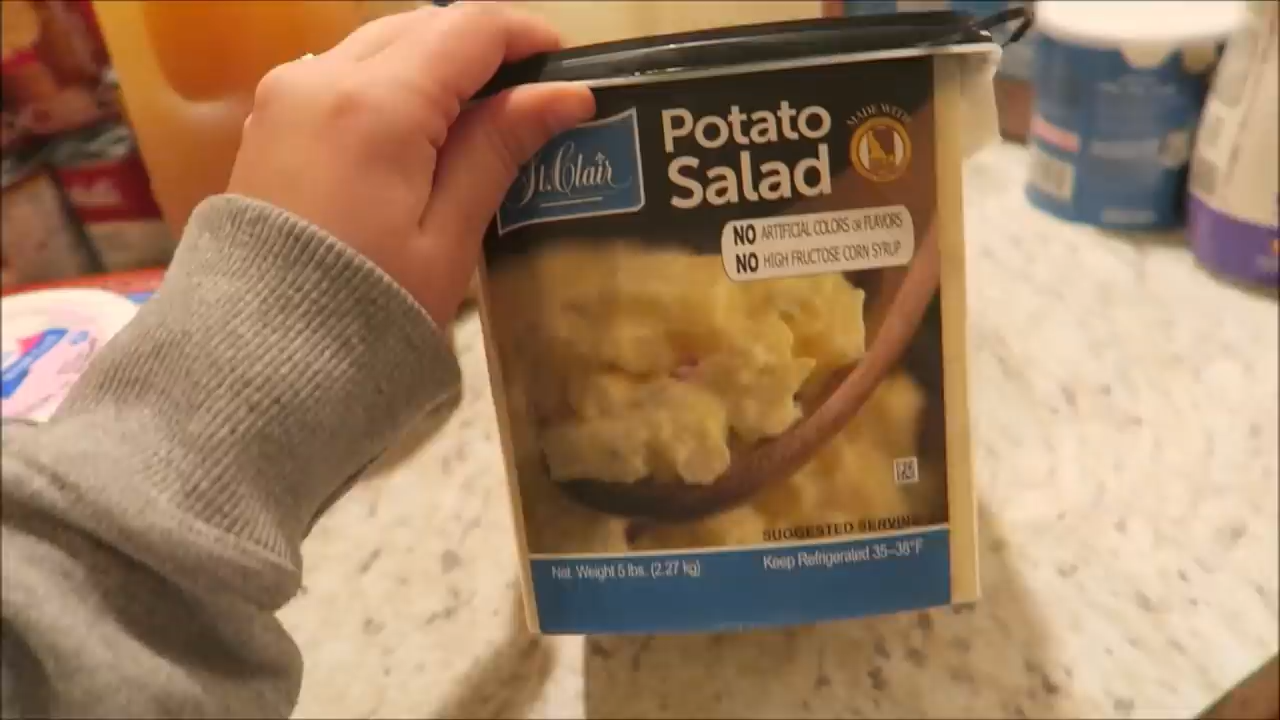 St. Clair
Potato
Salad
MADE WITH
NO ARTIFICIAL COLORS OR FLAVORS
NO HIGH FRUCTOSE CORN SYRUP
SUGGESTED SERVING
Net. Weight 5 lbs. (2.27 kg)
Keep Refrigerated 35–38°F